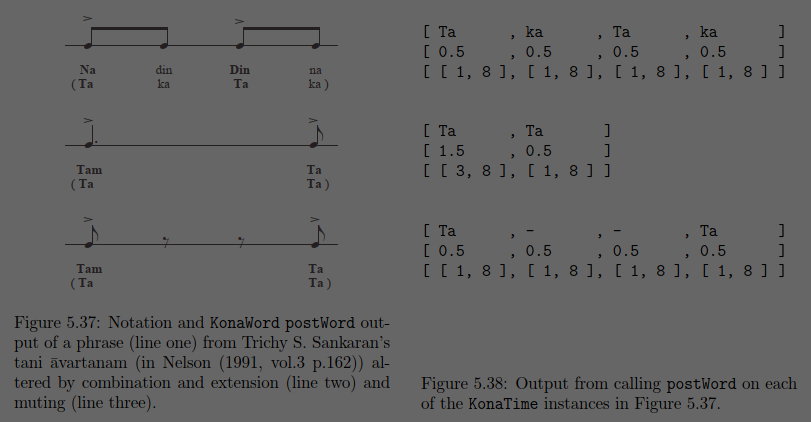 Na din Din na
( Ta ka Ta ka )
Tam Ta
( Ta Ta )
Tam Ta
( Ta Ta )
Figure 5.37: Notation and KonaWord postWord out-
put of a phrase (line one) from Trichy S. Sankaran's
tani āvartanam (in Nelson (1991, vol.3 p.162)) al-
tered by combination and extension (line two) and
muting (line three).
[ Ta , ka , Ta , ka ]
[ 0.5 , 0.5 , 0.5 , 0.5 ]
[ [ 1, 8 ], [ 1, 8 ], [ 1, 8 ], [ 1, 8 ] ]
[ Ta , Ta ]
[ 1.5 , 0.5 ]
[ [ 3, 8 ], [ 1, 8 ] ]
[ Ta , - , - , Ta ]
[ 0.5 , 0.5 , 0.5 , 0.5 ]
[ [ 1, 8 ], [ 1, 8 ], [ 1, 8 ], [ 1, 8 ] ]
Figure 5.38: Output from calling postWord on each
of the KonaTime instances in Figure 5.37.